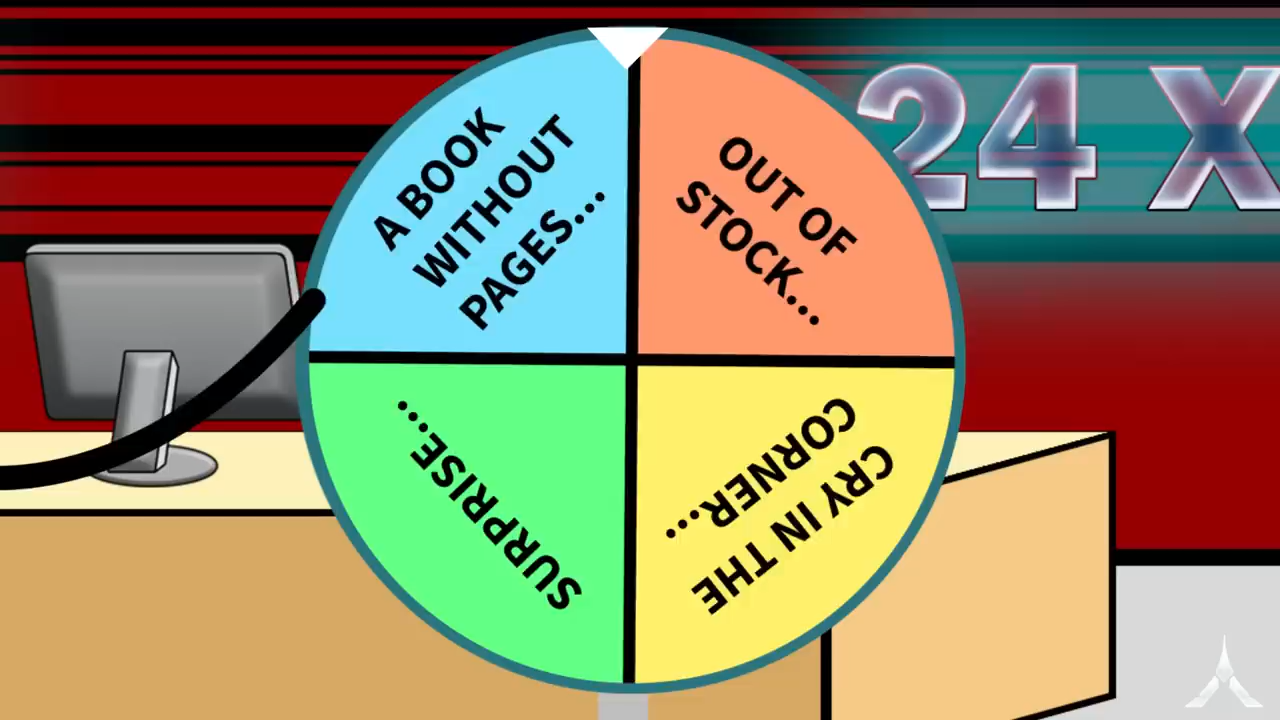 A BOOK
WITHOUT
PAGES...
OUT OF
STOCK...
24 X
SURPRISE...
CRY IN THE
CORNER...